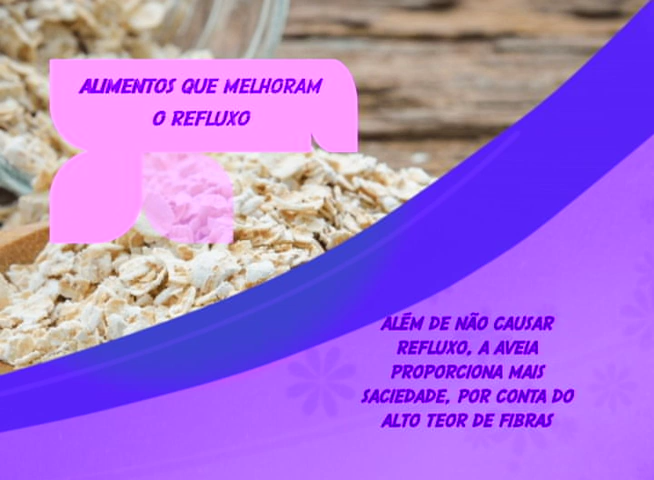 ALIMENTOS QUE MELHORAM
O REFLUXO
ALÉM DE NÃO CAUSAR
REFLUXO, A AVEIA
PROPORCIONA MAIS
SACIEDADE, POR CONTA DO
ALTO TEOR DE FIBRAS